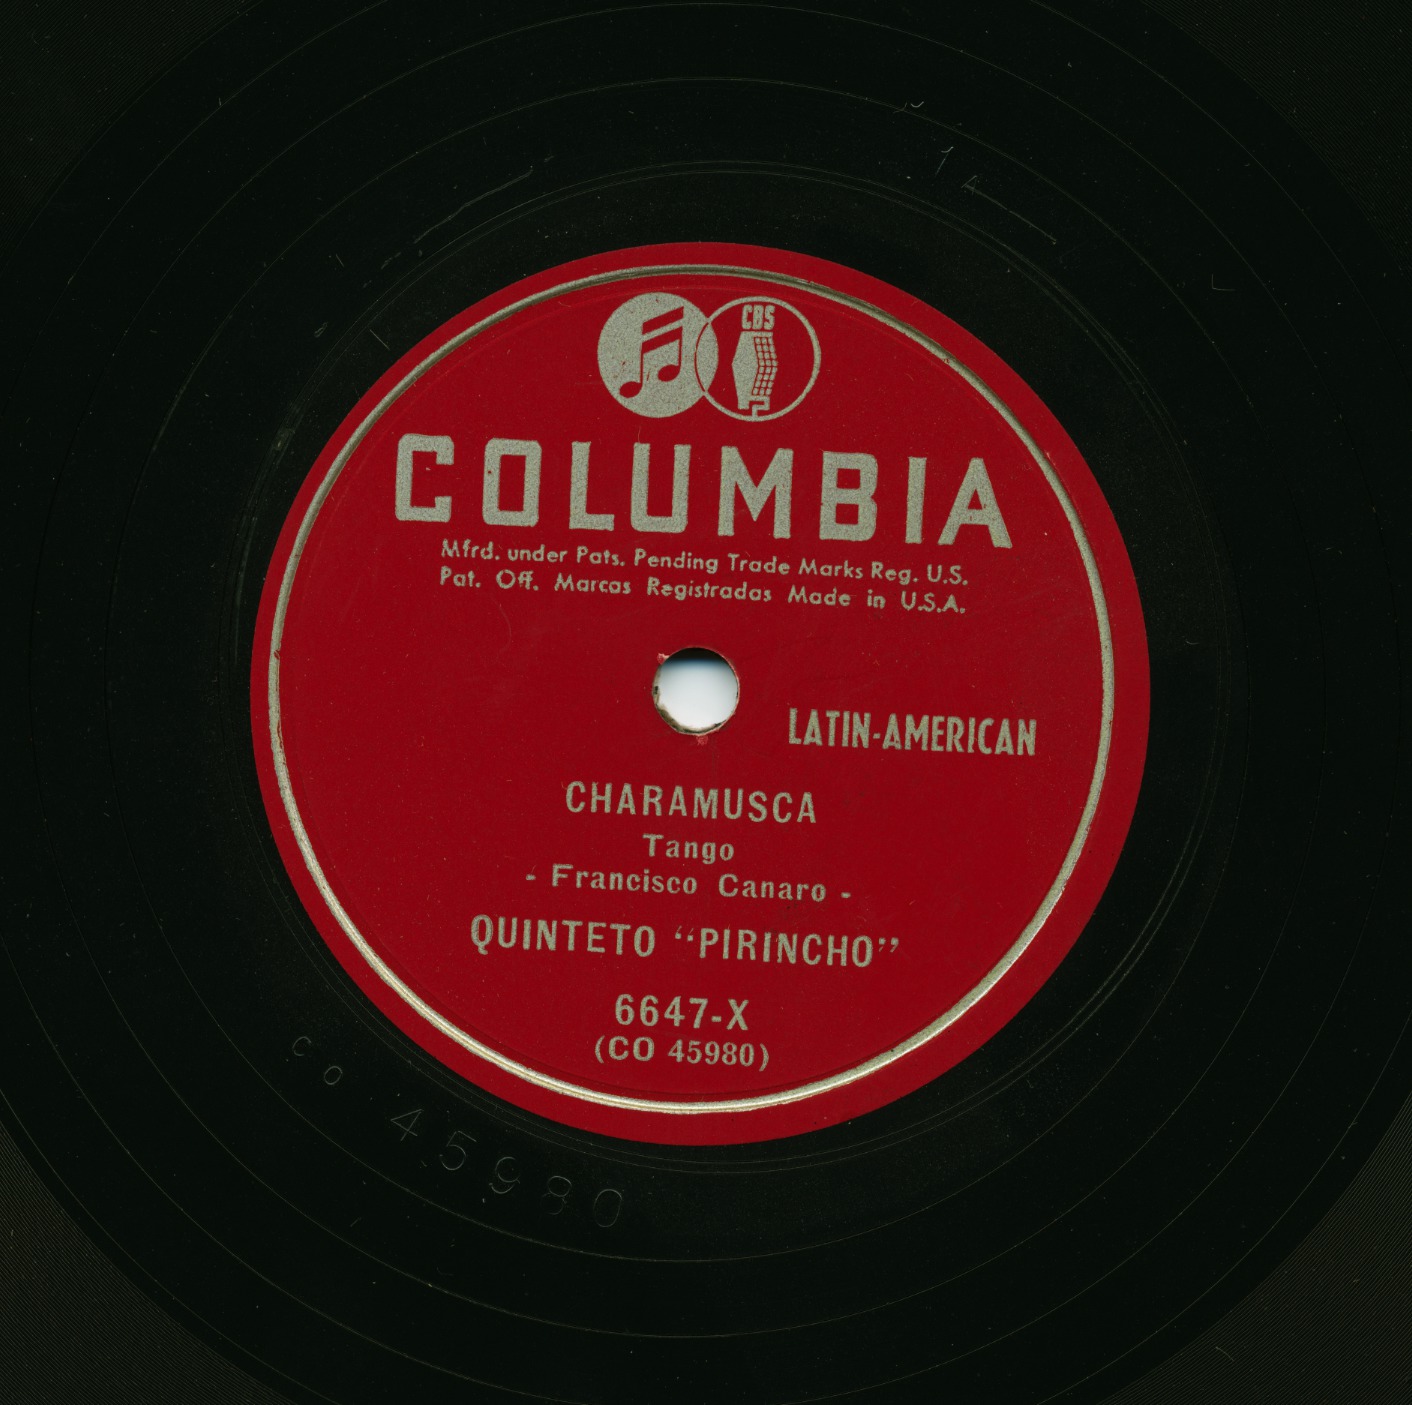 CBS
COLUMBIA
Mfrd. under Pats. Pending Trade Marks Reg. U.S.
Pat. Off. Marcas Registradas Made in U.S.A.
LATIN-AMERICAN
CHARAMUSCA
Tango
- Francisco Canaro -
QUINTETO “PIRINCHO”
6647-X
(CO 45980)
CO 45980